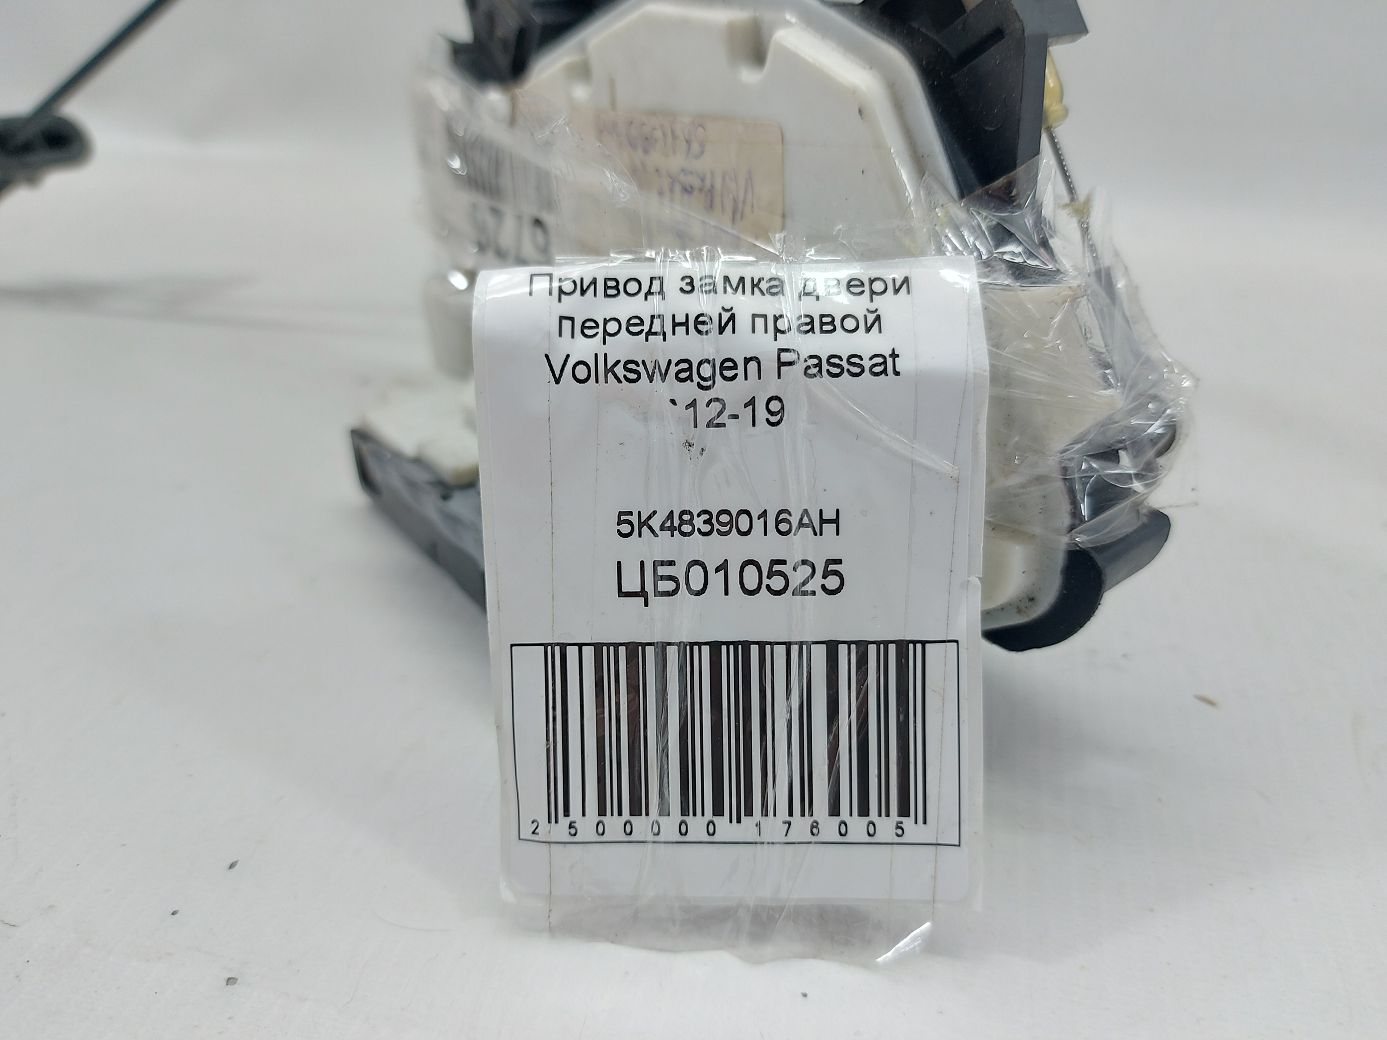 Привод замка двери
передней правой
Volkswagen Passat
`12-19
5K4839016AH
ЦБ010525
2 500000 176005